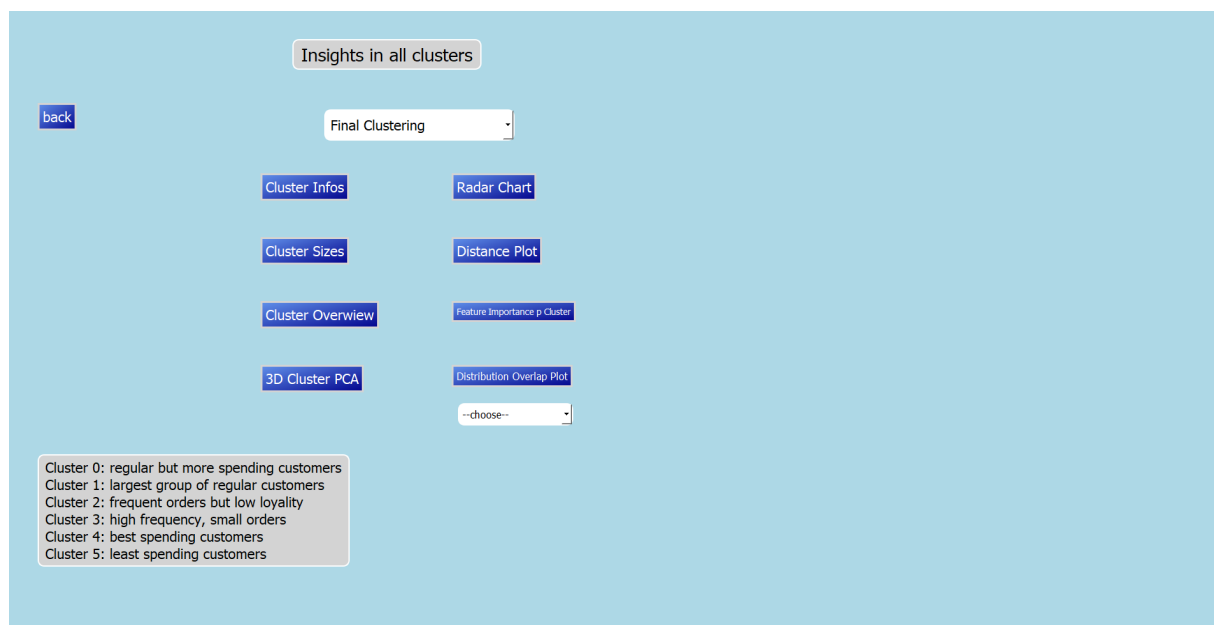 Insights in all clusters
back
Final Clustering
Cluster Infos
Radar Chart
Cluster Sizes
Distance Plot
Cluster Overwiew
Feature Importance p Cluster
3D Cluster PCA
Distribution Overlap Plot
--choose--
Cluster 0: regular but more spending customers
Cluster 1: largest group of regular customers
Cluster 2: frequent orders but low loyality
Cluster 3: high frequency, small orders
Cluster 4: best spending customers
Cluster 5: least spending customers